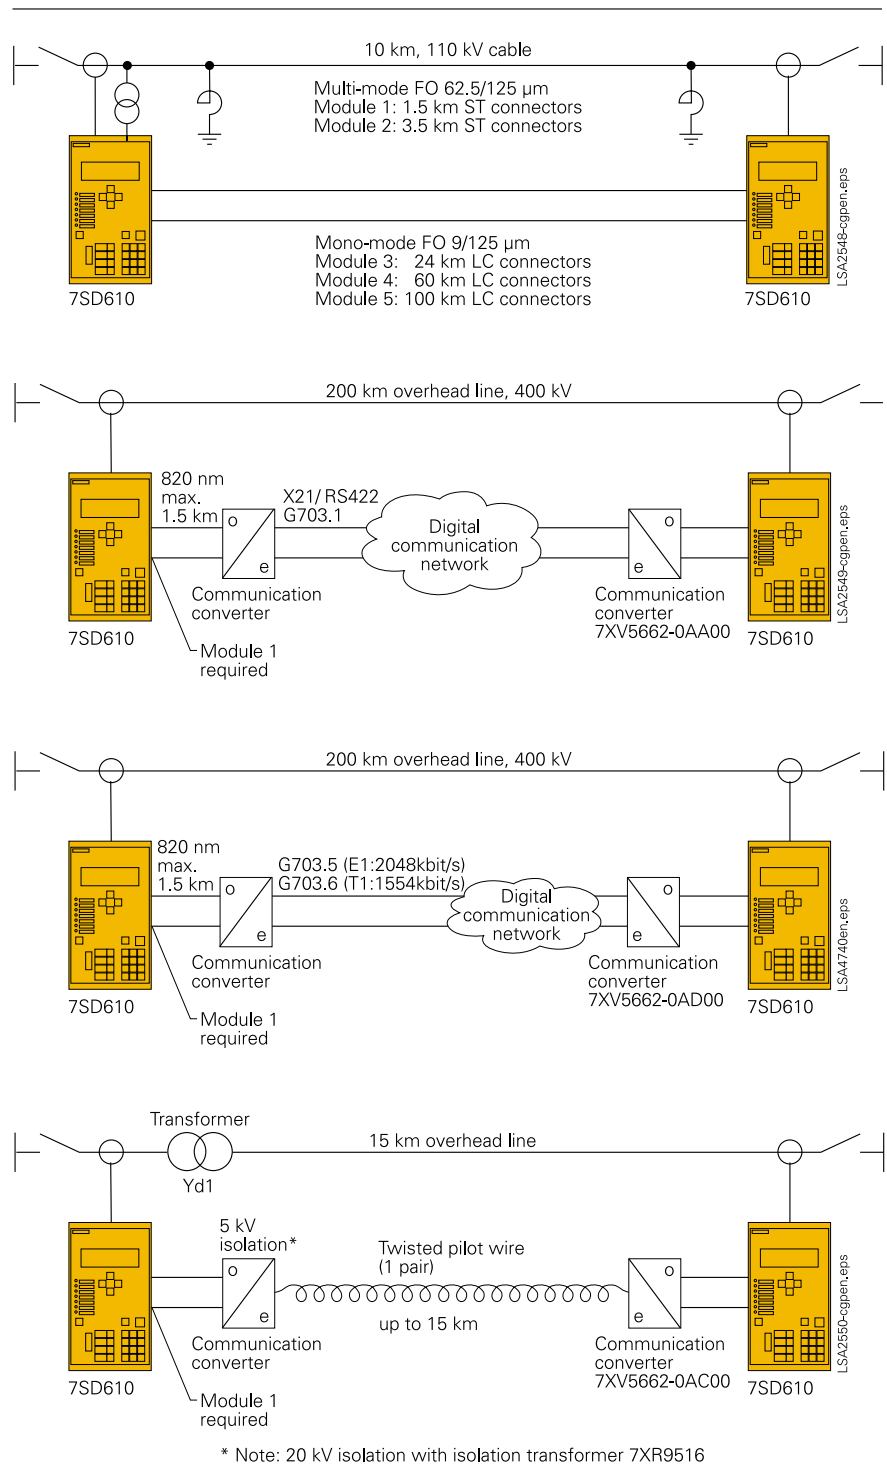 10 km, 110 kV cable
Multi-mode FO 62.5/125 μm
Module 1: 1.5 km ST connectors
Module 2: 3.5 km ST connectors
Mono-mode FO 9/125 μm
Module 3: 24 km LC connectors
Module 4: 60 km LC connectors
Module 5: 100 km LC connectors
7SD610
7SD610
LSA2548-cgpen.eps
200 km overhead line, 400 kV
820 nm
max.
1.5 km
X21/ RS422
G703.1
o
e
Digital
communication
network
o
e
Communication
converter
Communication
converter
7XV5662-0AA00
7SD610
7SD610
Module 1
required
LSA2549-cgpen.eps
200 km overhead line, 400 kV
820 nm
max.
1.5 km
G703.5 (E1:2048kbit/s)
G703.6 (T1:1554kbit/s)
o
e
Digital
communication
network
o
e
Communication
converter
Communication
converter
7XV5662-0AD00
7SD610
7SD610
Module 1
required
LSA4740en.eps
Transformer
15 km overhead line
Yd1
5 kV
isolation*
Twisted pilot wire
(1 pair)
o
e
o
e
up to 15 km
Communication
converter
Communication
converter
7XV5662-0AC00
7SD610
7SD610
Module 1
required
LSA2550-cgpen.eps
* Note: 20 kV isolation with isolation transformer 7XR9516